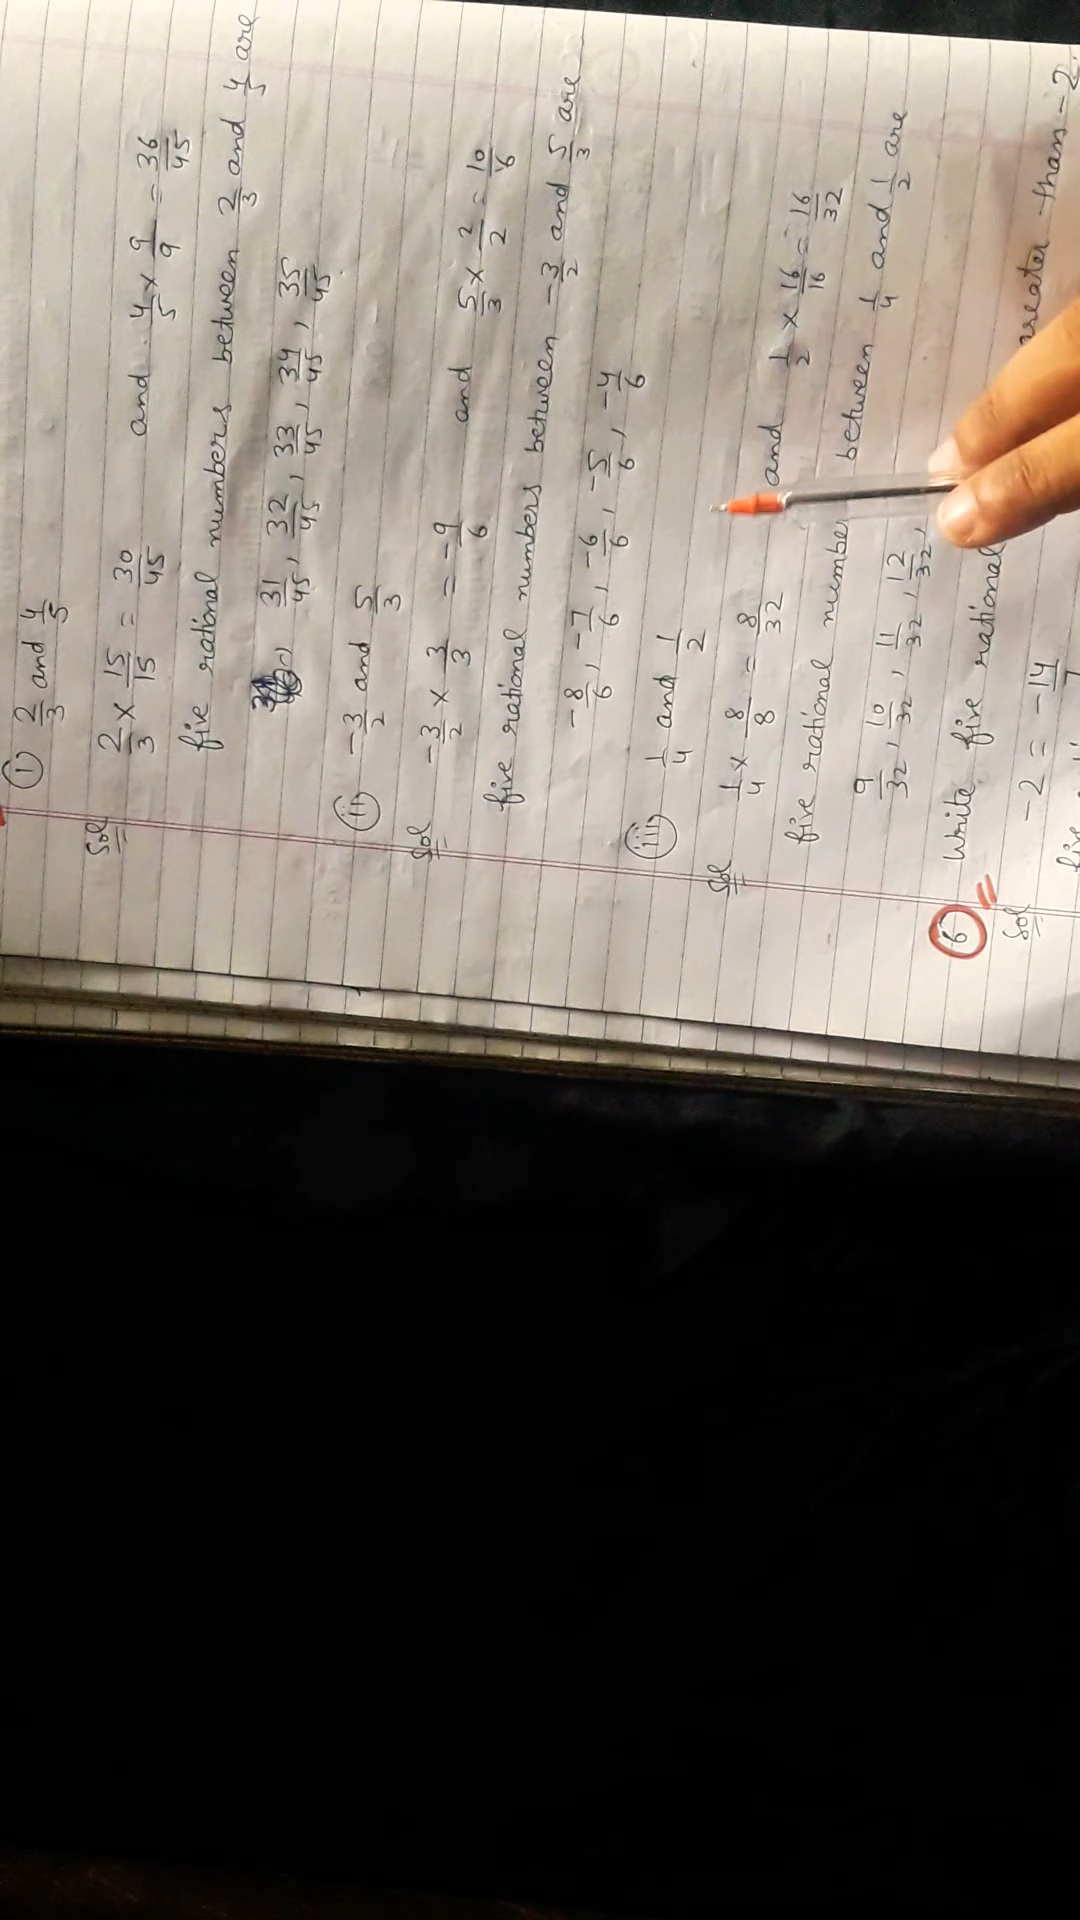 (i) 2/3 and 4/5
Sol 2/3 × 15/15 = 30/45 and 4/5 × 9/9 = 36/45
five rational numbers between 2/3 and 4/5 are
31/45, 32/45, 33/45, 34/45, 35/45
(ii) -3/2 and 5/3
Sol -3/2 × 3/3 = -9/6 and 5/3 × 2/2 = 10/6
five rational numbers between -3/2 and 5/3 are
-8/6, -7/6, -6/6, -5/6, -4/6
(iii) 1/4 and 1/2
Sol 1/4 × 8/8 = 8/32 and 1/2 × 16/16 = 16/32
five rational number between 1/4 and 1/2 are
9/32, 10/32, 11/32, 12/32,
(6) Write five rational greater than -2.
Sol -2 = -14/7